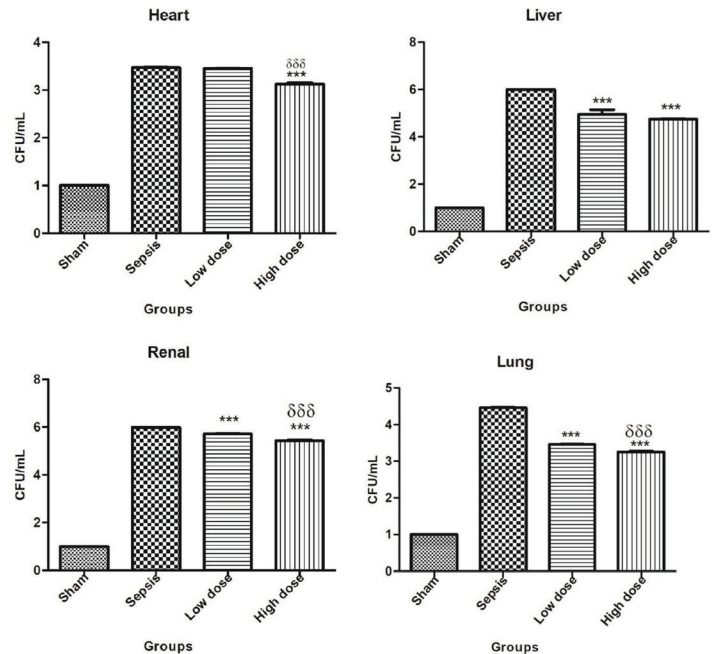 Heart
CFU/mL
4
3
2
1
0
δδδ
***
Sham
Sepsis
Low dose
High dose
Groups
Liver
CFU/mL
8
6
4
2
0
***
***
Sham
Sepsis
Low dose
High dose
Groups
Renal
CFU/mL
8
6
4
2
0
***
δδδ
***
Sham
Sepsis
Low dose
High dose
Groups
Lung
CFU/mL
5
4
3
2
1
0
***
δδδ
***
Sham
Sepsis
Low dose
High dose
Groups